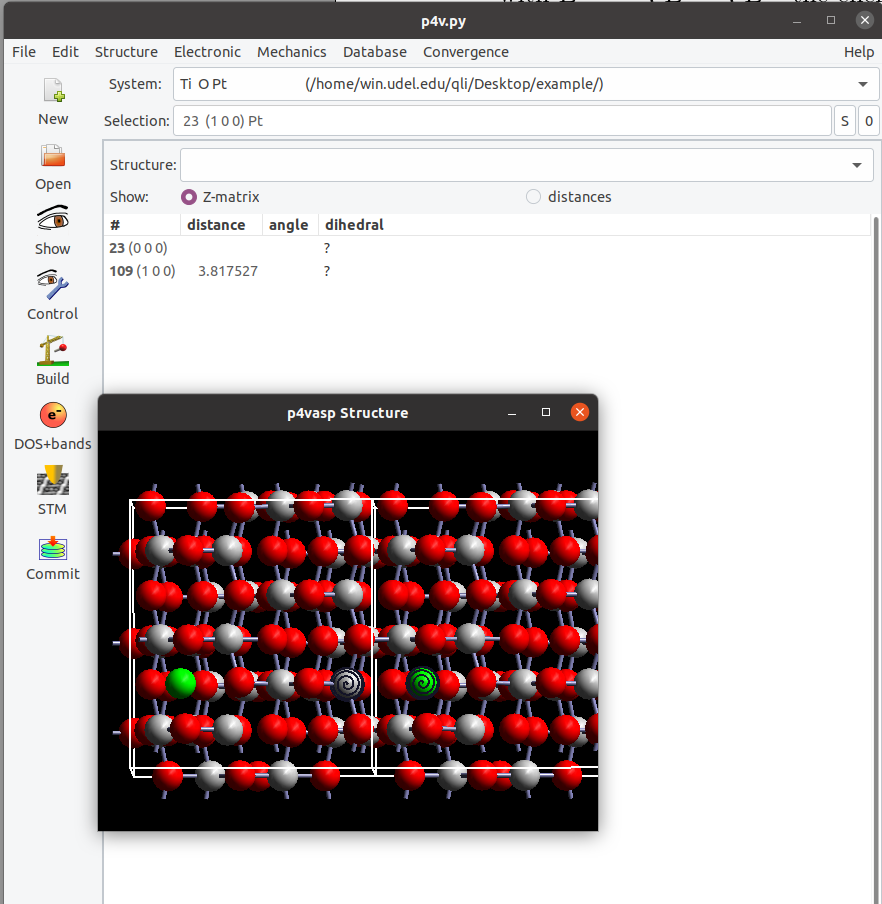 p4v.py
File Edit Structure Electronic Mechanics Database Convergence Help
System: Ti O Pt (/home/win.udel.edu/qli/Desktop/example/)
New
Selection: 23 (1 0 0) Pt S 0
Open
Structure:
Show: Z-matrix distances
Show
# distance angle dihedral
23 (0 0 0) ?
109 (1 0 0) 3.817527 ?
Control
Build
p4vasp Structure
e-
DOS+bands
STM
Commit